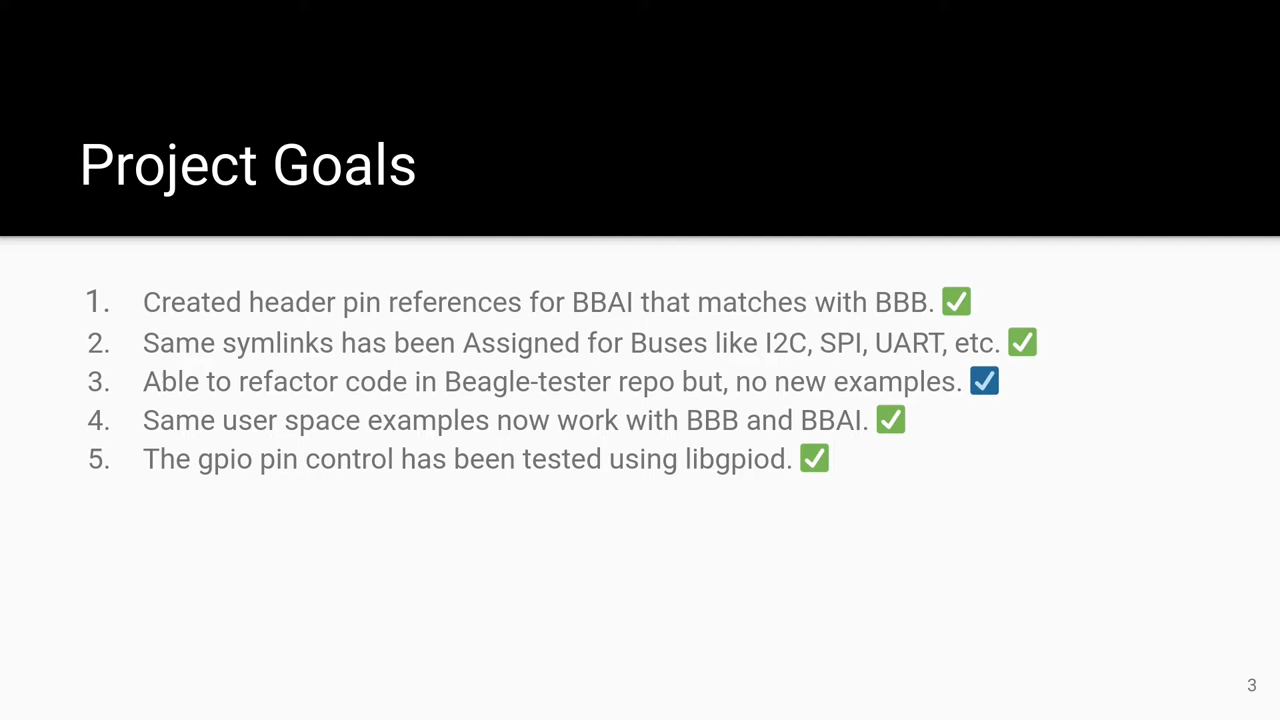 Project Goals
1. Created header pin references for BBAI that matches with BBB. ✅
2. Same symlinks has been Assigned for Buses like I2C, SPI, UART, etc. ✅
3. Able to refactor code in Beagle-tester repo but, no new examples. ☑
4. Same user space examples now work with BBB and BBAI. ✅
5. The gpio pin control has been tested using libgpiod. ✅
3